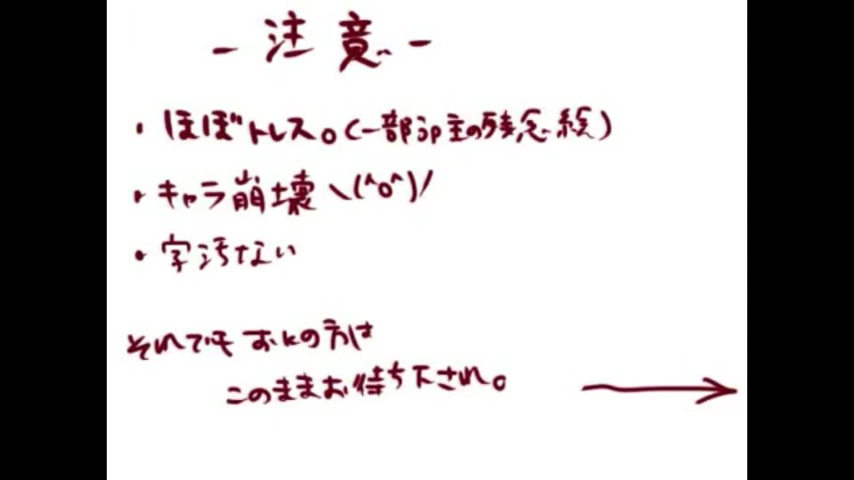 - 注意 -
・ほぼトレス。(一部うp主の残念絵)
・キャラ崩壊＼(^o^)/
・字汚ない
それでもおkの方は
このままお待ち下され。